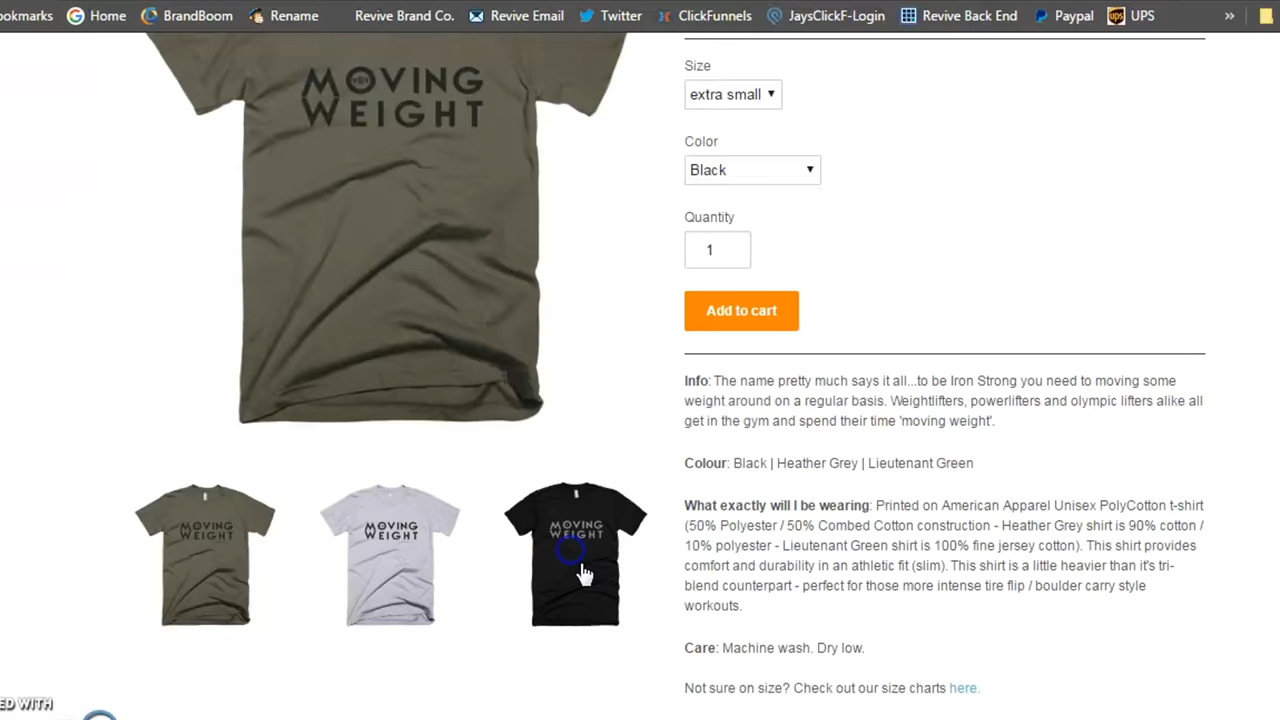 ookmarks Home BrandBoom Rename Revive Brand Co. Revive Email Twitter ClickFunnels JaysClickF-Login Revive Back End Paypal UPS »
MOVING
WEIGHT
Size
extra small
Color
Black
Quantity
1
Add to cart
Info: The name pretty much says it all...to be Iron Strong you need to moving some
weight around on a regular basis. Weightlifters, powerlifters and olympic lifters alike all
get in the gym and spend their time 'moving weight'.
Colour: Black | Heather Grey | Lieutenant Green
What exactly will I be wearing: Printed on American Apparel Unisex PolyCotton t-shirt
(50% Polyester / 50% Combed Cotton construction - Heather Grey shirt is 90% cotton /
10% polyester - Lieutenant Green shirt is 100% fine jersey cotton). This shirt provides
comfort and durability in an athletic fit (slim). This shirt is a little heavier than it's tri-
blend counterpart - perfect for those more intense tire flip / boulder carry style
workouts.
Care: Machine wash. Dry low.
Not sure on size? Check out our size charts here.
MOVING
WEIGHT
MOVING
WEIGHT
MOVING
WEIGHT
ED WITH